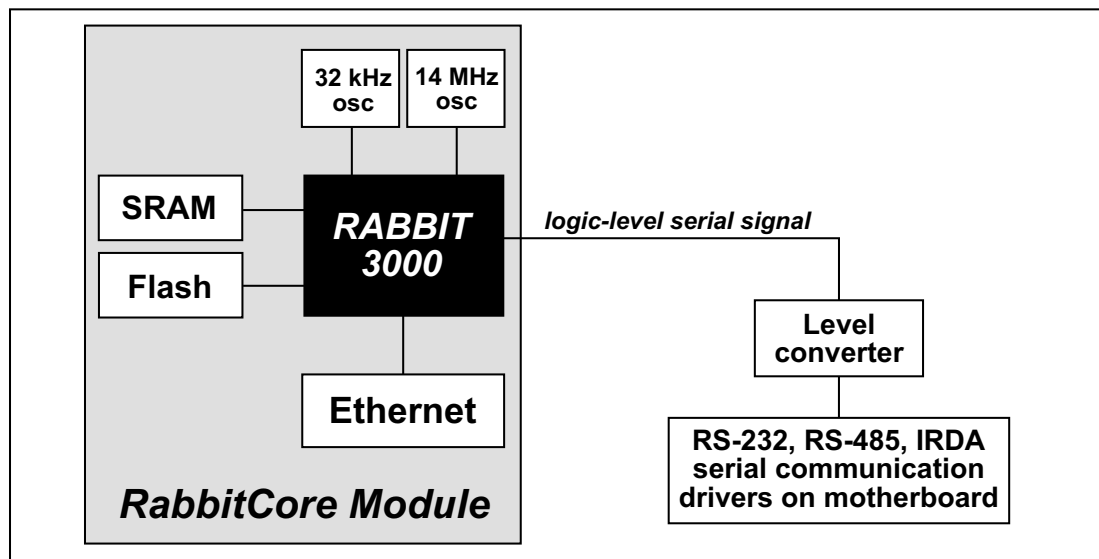 32 kHz
osc
14 MHz
osc
SRAM
RABBIT
3000
logic-level serial signal
Flash
Level
converter
Ethernet
RS-232, RS-485, IRDA
serial communication
drivers on motherboard
RabbitCore Module